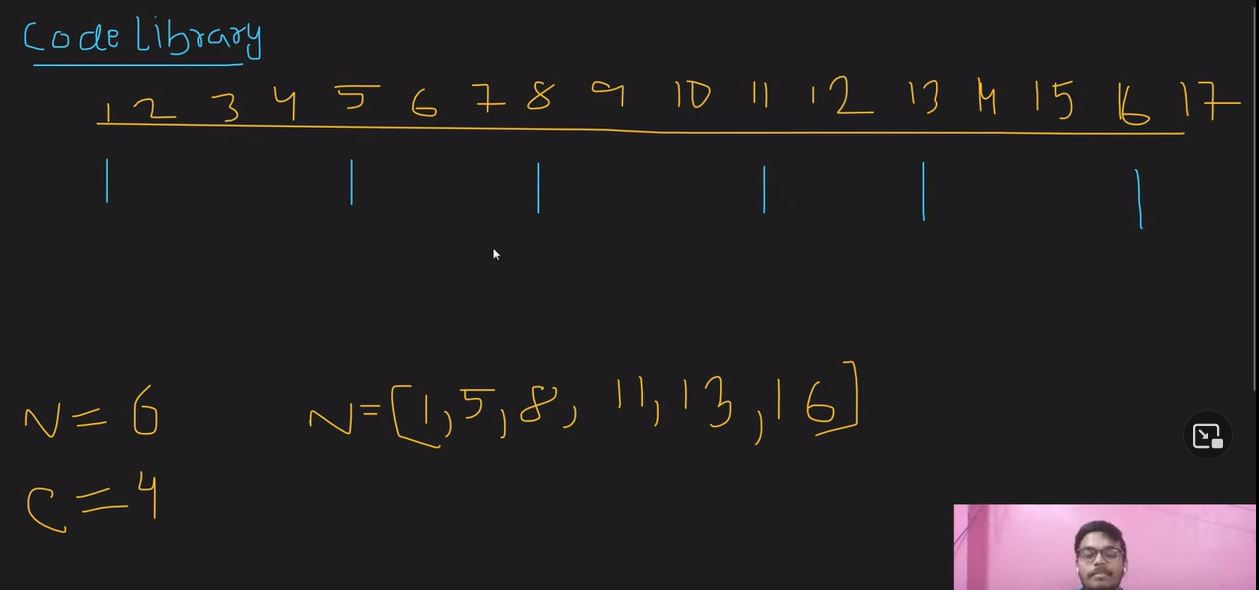 Code Library
1 2 3 4 5 6 7 8 9 10 11 12 13 14 15 16 17
N = 6 N = [1, 5, 8, 11, 13, 16]
C = 4